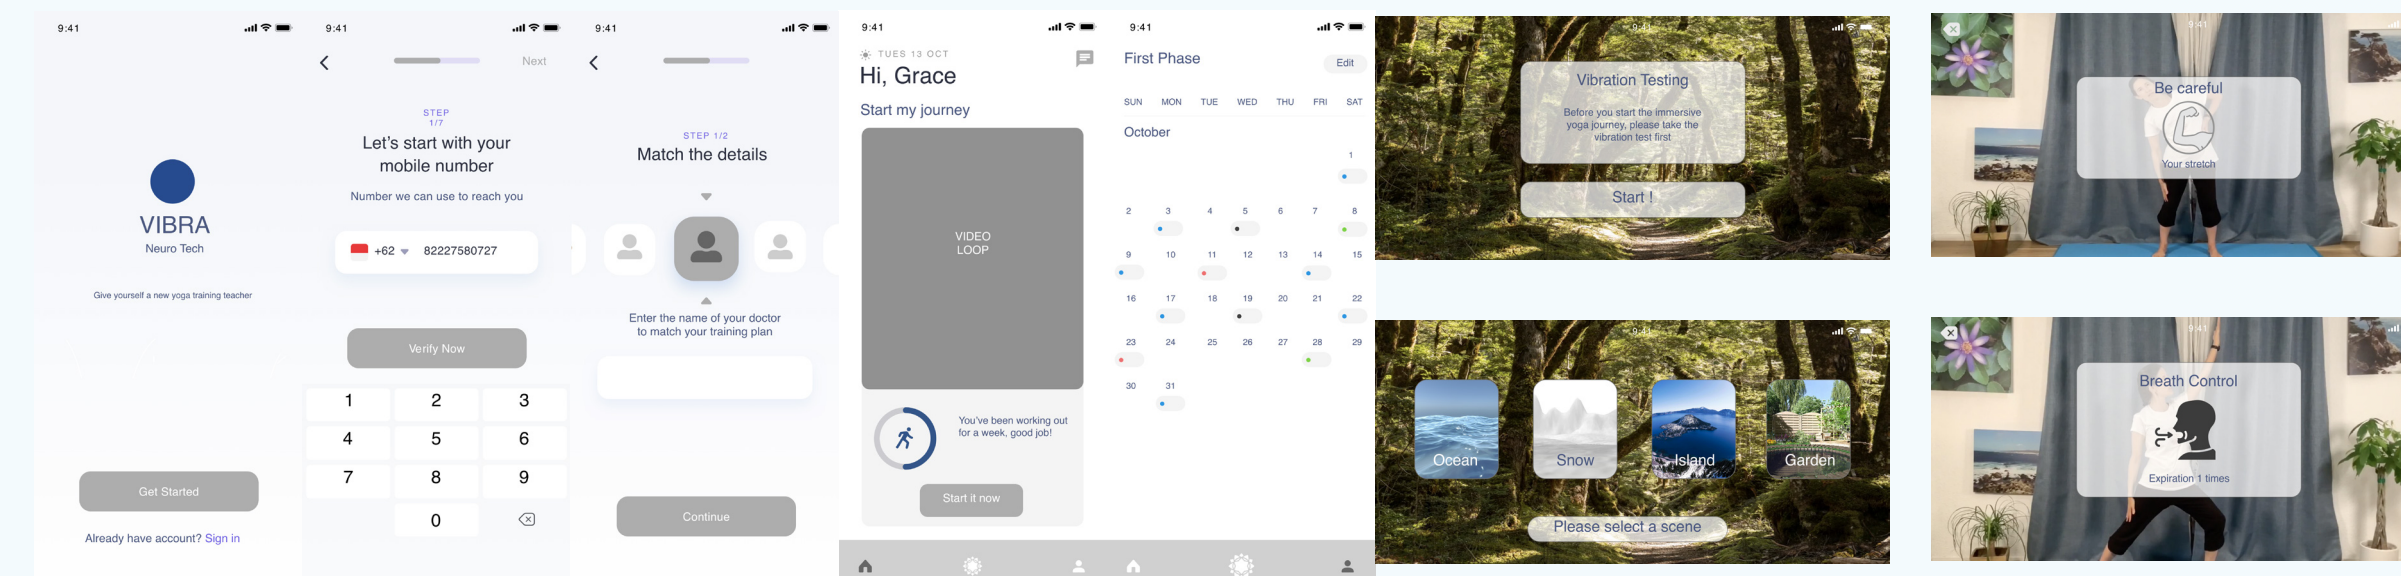 9:41
VIBRA
Neuro Tech
Give yourself a new yoga training teacher
Get Started
Already have account? Sign in
9:41
Next
STEP
1/7
Let's start with your
mobile number
Number we can use to reach you
+62 82227580727
Verify Now
1 2 3
4 5 6
7 8 9
0
9:41
STEP 1/2
Match the details
Enter the name of your doctor
to match your training plan
Continue
9:41
TUES 13 OCT
Hi, Grace
Start my journey
VIDEO
LOOP
You've been working out
for a week, good job!
Start it now
9:41
First Phase
Edit
SUN MON TUE WED THU FRI SAT
October
1
2 3 4 5 6 7 8
9 10 11 12 13 14 15
16 17 18 19 20 21 22
23 24 25 26 27 28 29
30 31
9:41
Vibration Testing
Before you start the immersive
yoga journey, please take the
vibration test first
Start !
9:41
Ocean Snow Island Garden
Please select a scene
9:41
Be careful
Your stretch
9:41
Breath Control
Expiration 1 times